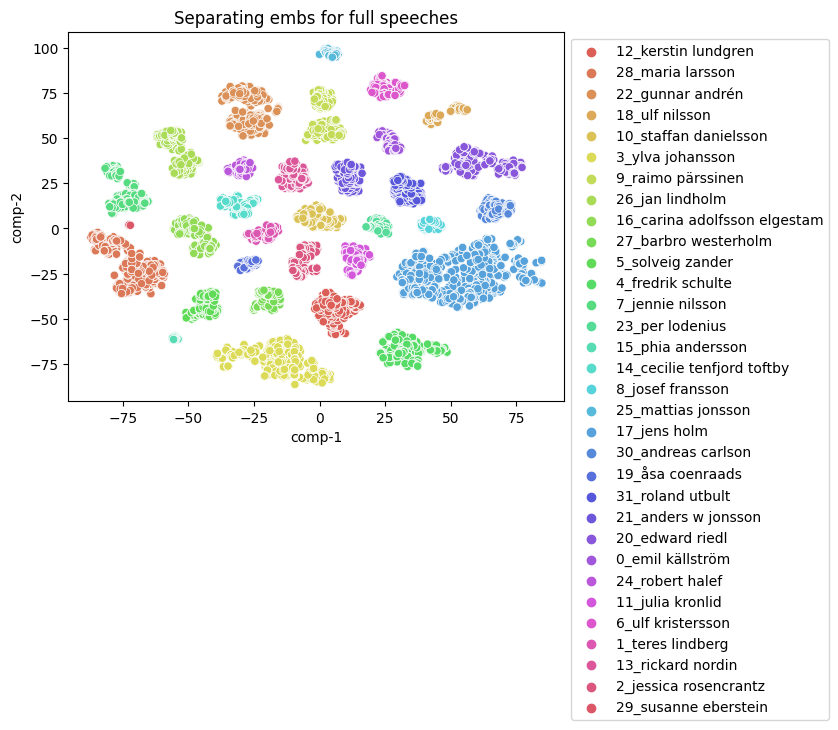 Separating embs for full speeches
100
75
50
25
0
−25
−50
−75
comp-2
−75
−50
−25
0
25
50
75
comp-1
12_kerstin lundgren
28_maria larsson
22_gunnar andrén
18_ulf nilsson
10_staffan danielsson
3_ylva johansson
9_raimo pärssinen
26_jan lindholm
16_carina adolfsson elgestam
27_barbro westerholm
5_solveig zander
4_fredrik schulte
7_jennie nilsson
23_per lodenius
15_phia andersson
14_cecilie tenfjord toftby
8_josef fransson
25_mattias jonsson
17_jens holm
30_andreas carlson
19_åsa coenraads
31_roland utbult
21_anders w jonsson
20_edward riedl
0_emil källström
24_robert halef
11_julia kronlid
6_ulf kristersson
1_teres lindberg
13_rickard nordin
2_jessica rosencrantz
29_susanne eberstein